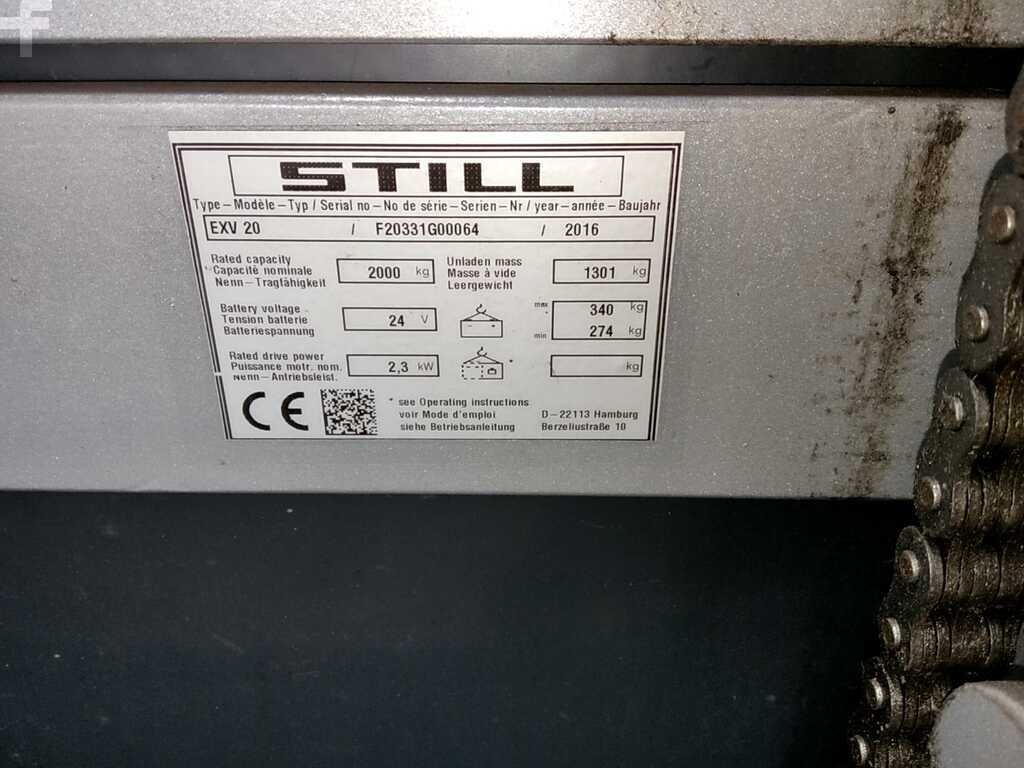 STILL
Type – Modèle – Typ / Serial no – No de série – Serien – Nr / year – année – Baujahr
EXV 20 / F20331G00064 / 2016
Rated capacity
Capacité nominale
Nenn – Tragfähigkeit
2000 kg
Unladen mass
Masse à vide
Leergewicht
1301 kg
Battery voltage
Tension batterie
Batteriespannung
24 V
max 340 kg
min 274 kg
Rated drive power
Puissance motr. nom.
Nenn – Antriebsleist.
2,3 kW
*
kg
CE
* see Operating instructions
voir Mode d'emploi
siehe Betriebsanleitung
D – 22113 Hamburg
Berzeliustraße 10